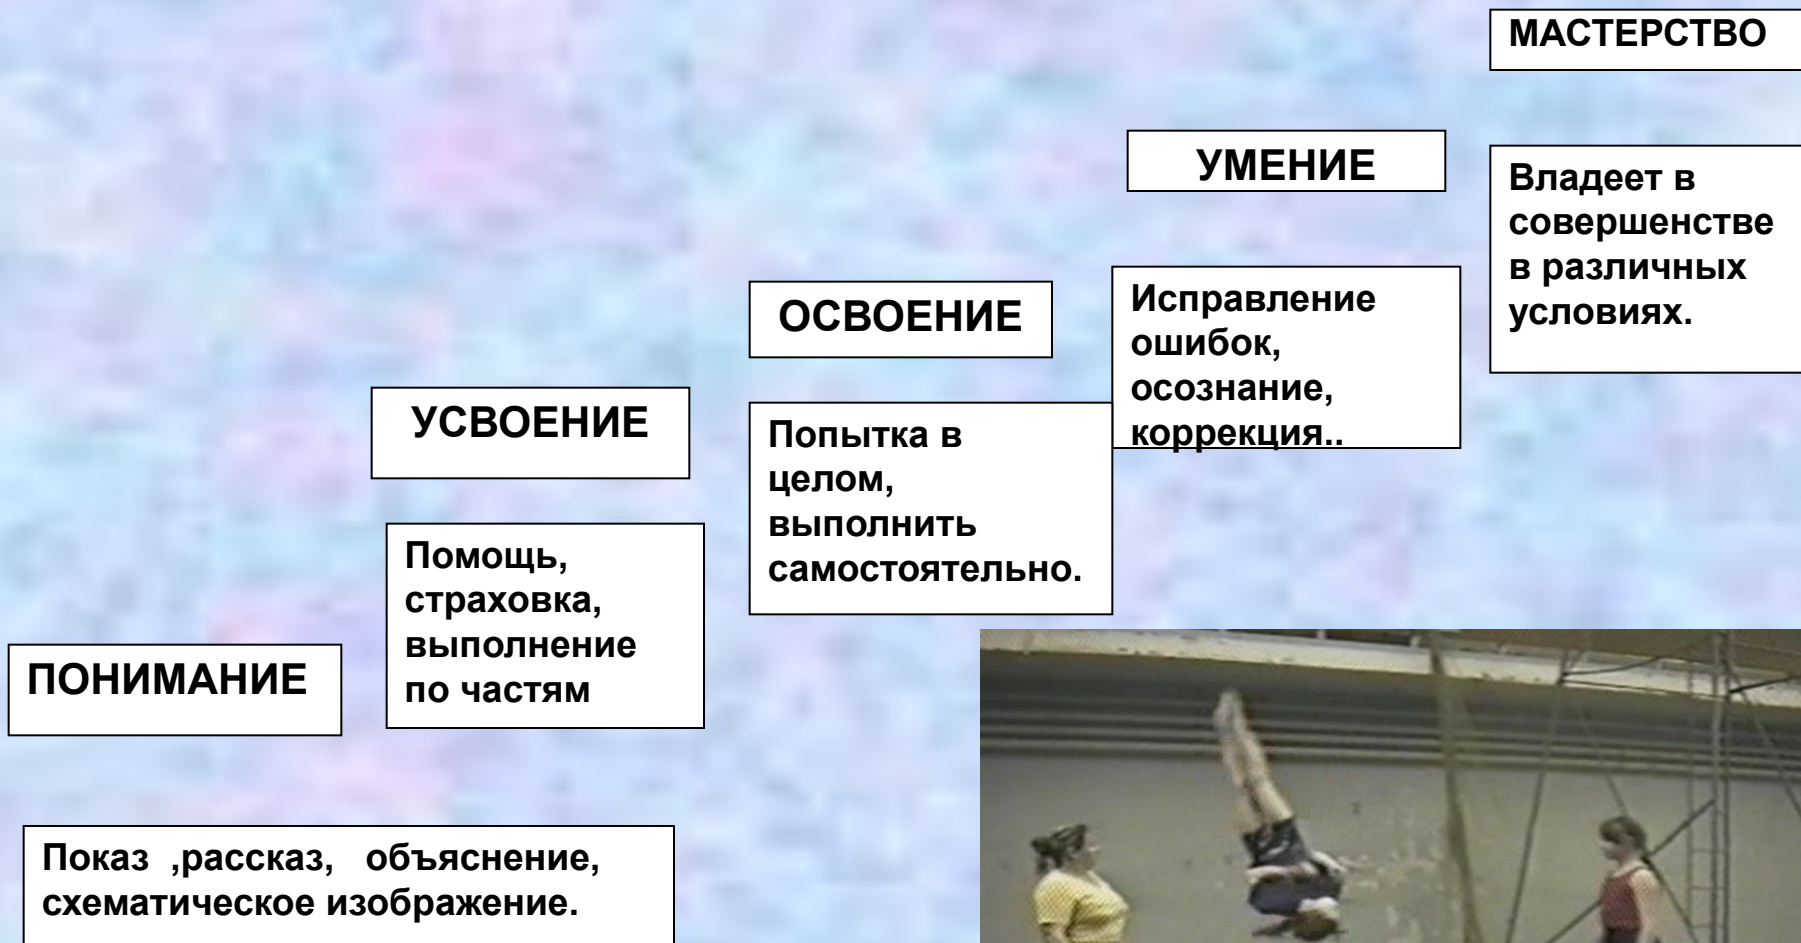 МАСТЕРСТВО
Владеет в
совершенстве
в различных
условиях.
УМЕНИЕ
Исправление
ошибок,
осознание,
коррекция..
ОСВОЕНИЕ
Попытка в
целом,
выполнить
самостоятельно.
УСВОЕНИЕ
Помощь,
страховка,
выполнение
по частям
ПОНИМАНИЕ
Показ ,рассказ, объяснение,
схематическое изображение.